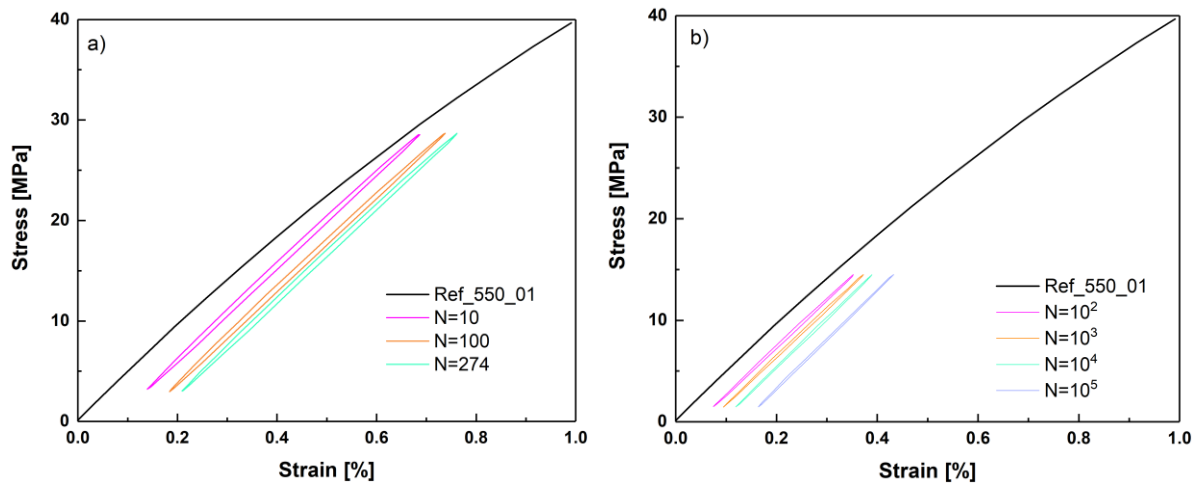 a)
Stress [MPa]
40
30
20
10
0
Ref_550_01
N=10
N=100
N=274
0.0 0.2 0.4 0.6 0.8 1.0
Strain [%]
b)
Stress [MPa]
40
30
20
10
0
Ref_550_01
N=10²
N=10³
N=10⁴
N=10⁵
0.0 0.2 0.4 0.6 0.8 1.0
Strain [%]